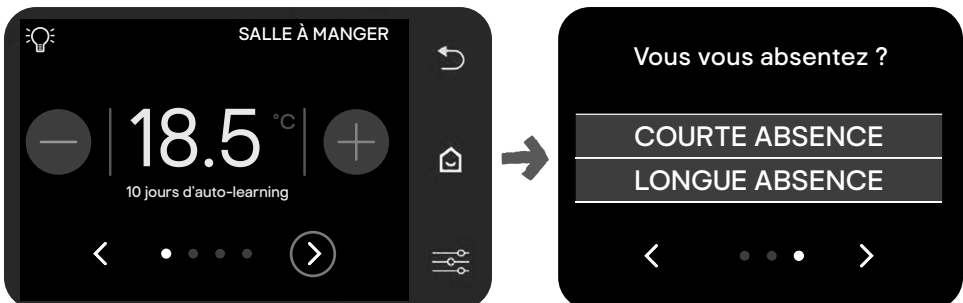 SALLE À MANGER
18.5 °C
10 jours d'auto-learning
Vous vous absentez ?
COURTE ABSENCE
LONGUE ABSENCE